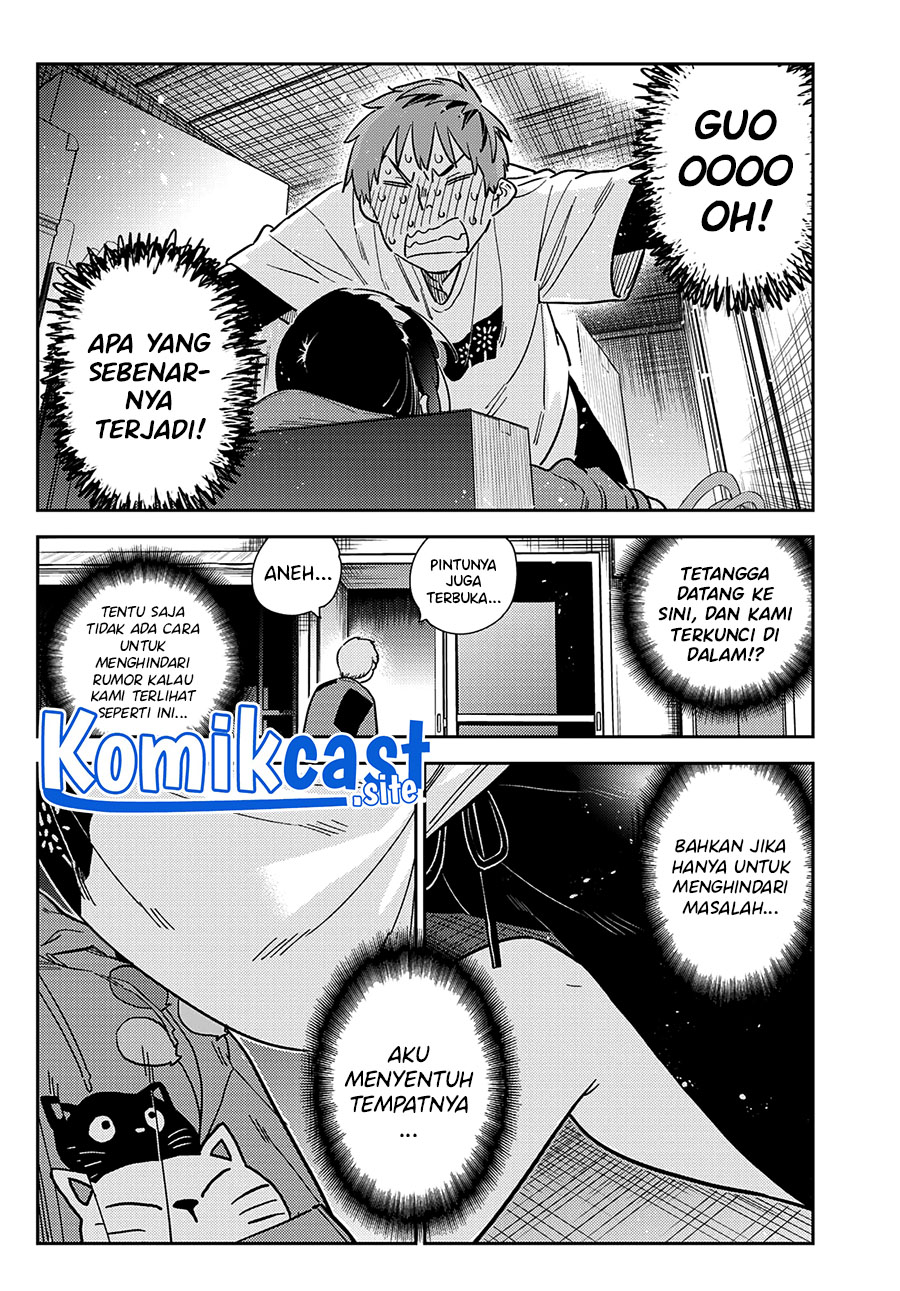 GUO
OOOO
OH!
APA YANG
SEBENAR-
NYA
TERJADI!
TETANGGA
DATANG KE
SINI, DAN KAMI
TERKUNCI DI
DALAM!?
PINTUNYA
JUGA
TERBUKA...
ANEH...
TENTU SAJA
TIDAK ADA CARA
UNTUK
MENGHINDARI
RUMOR KALAU
KAMI TERLIHAT
SEPERTI INI...
Komikcast
.site
BAHKAN JIKA
HANYA UNTUK
MENGHINDARI
MASALAH...
AKU
MENYENTUH
TEMPATNYA
...